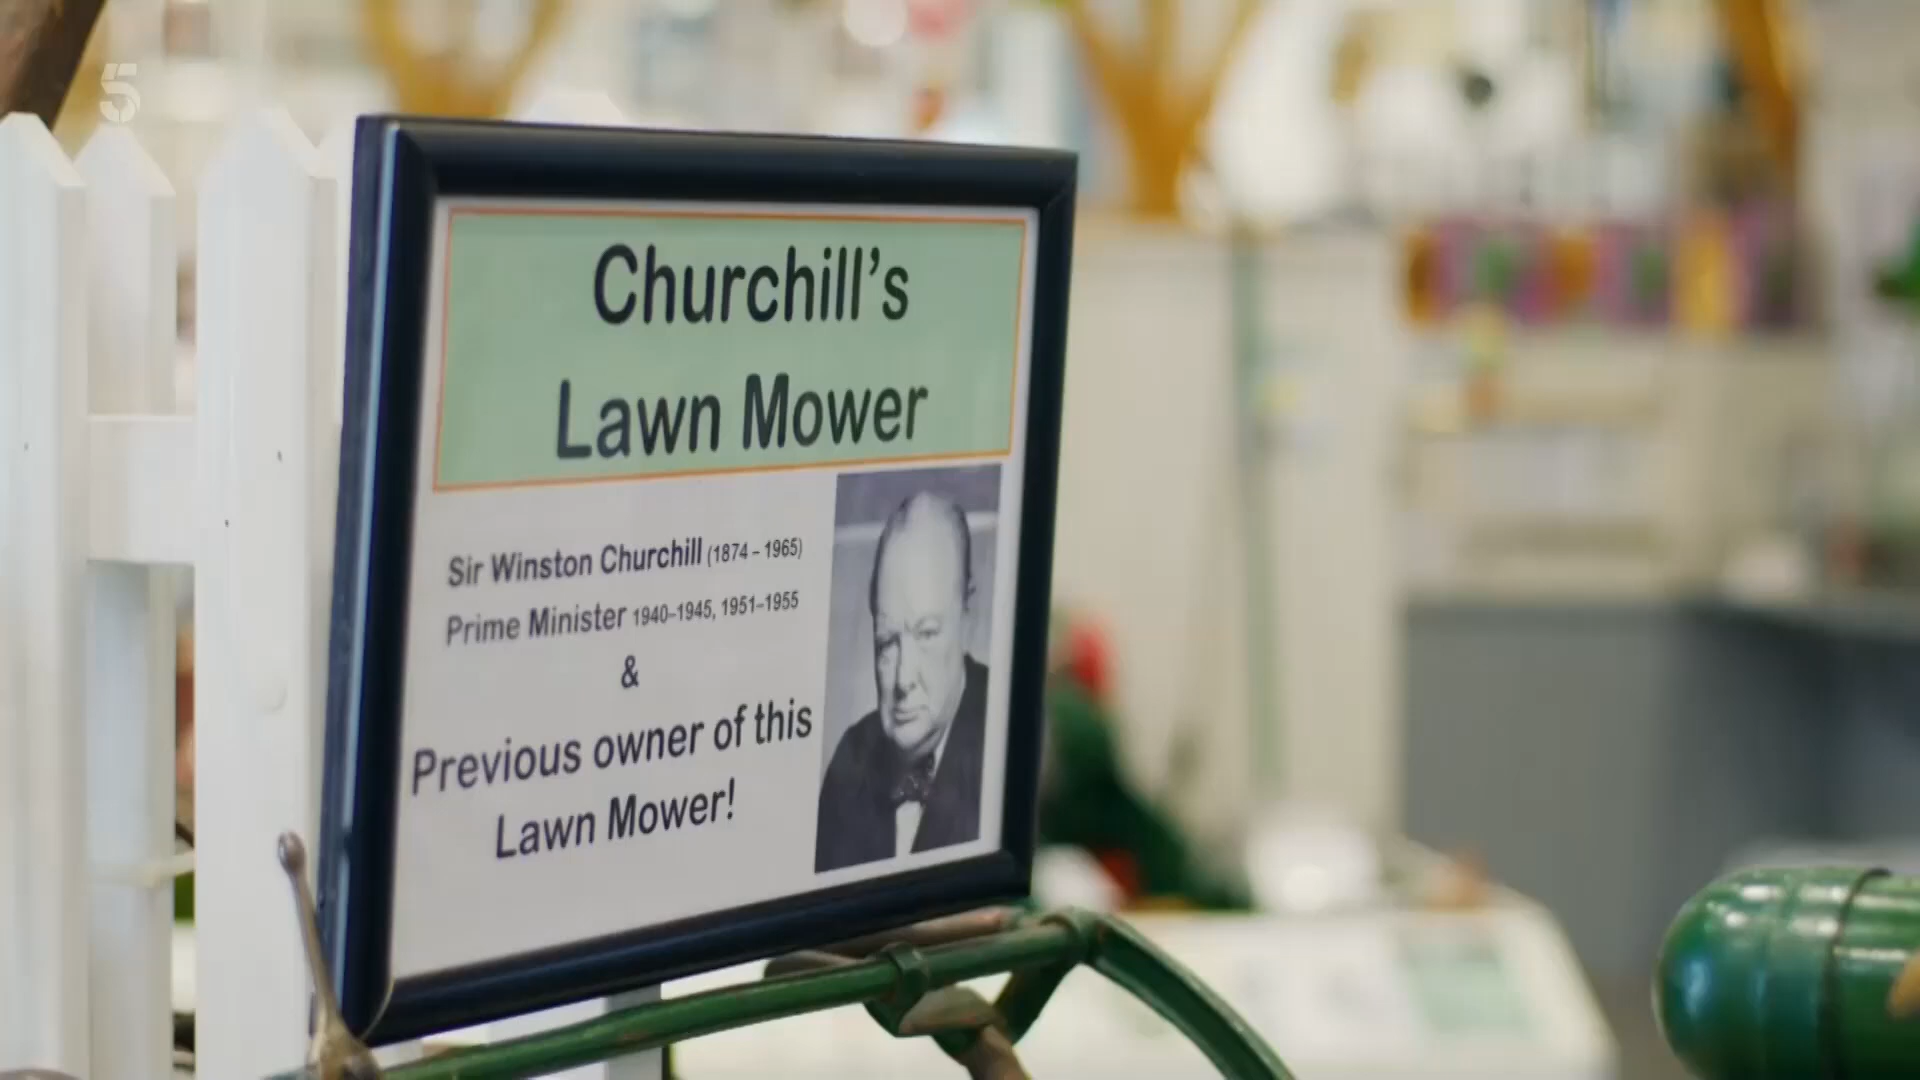 5
Churchill's
Lawn Mower
Sir Winston Churchill (1874 – 1965)
Prime Minister 1940–1945, 1951–1955
&
Previous owner of this
Lawn Mower!